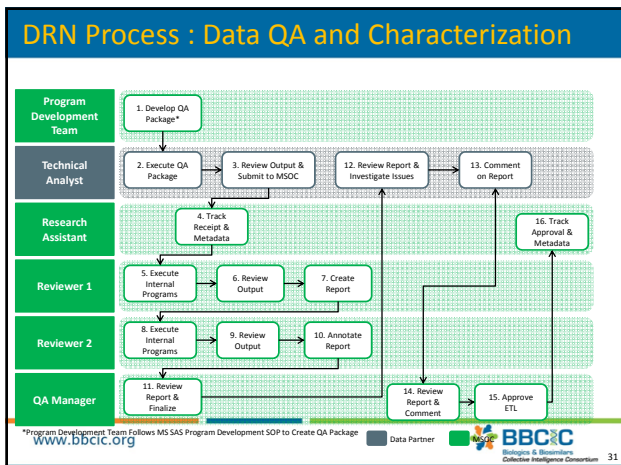 DRN Process : Data QA and Characterization
Program
Development
Team
1. Develop QA
Package*
Technical
Analyst
2. Execute QA
Package
3. Review Output &
Submit to MSOC
12. Review Report &
Investigate Issues
13. Comment
on Report
Research
Assistant
4. Track
Receipt &
Metadata
16. Track
Approval &
Metadata
Reviewer 1
5. Execute
Internal
Programs
6. Review
Output
7. Create
Report
Reviewer 2
8. Execute
Internal
Programs
9. Review
Output
10. Annotate
Report
QA Manager
11. Review
Report &
Finalize
14. Review
Report &
Comment
15. Approve
ETL
*Program Development Team Follows MS SAS Program Development SOP to Create QA Package
www.bbcic.org
Data Partner
MSOC
BBCIC
Biologics & Biosimilars
Collective Intelligence Consortium
31